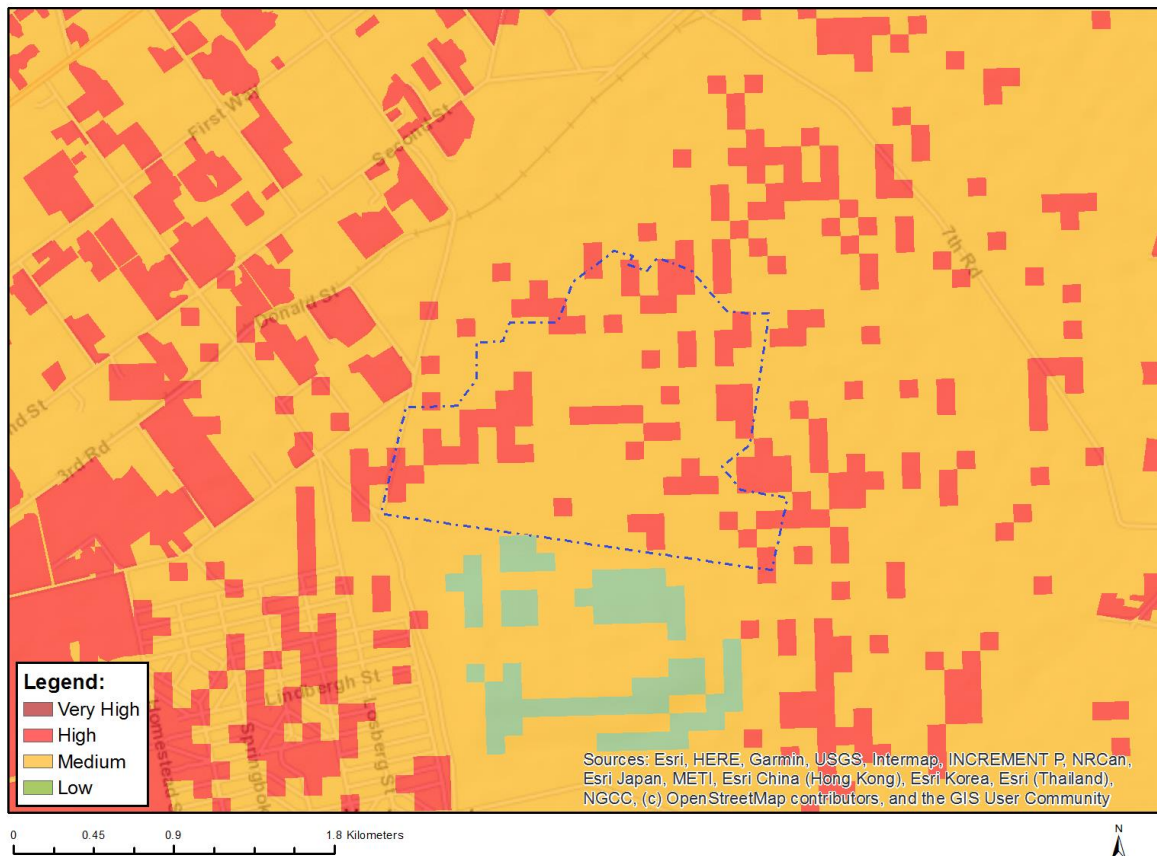 First Way
Second St
7th Rd
Donald St
nd St
3rd Rd
Lindbergh St
Homestead S
Springbok
Losberg St
Legend:
Very High
High
Medium
Low
Sources: Esri, HERE, Garmin, USGS, Intermap, INCREMENT P, NRCan,
Esri Japan, METI, Esri China (Hong Kong), Esri Korea, Esri (Thailand),
NGCC, (c) OpenStreetMap contributors, and the GIS User Community
0 0.45 0.9 1.8 Kilometers
N